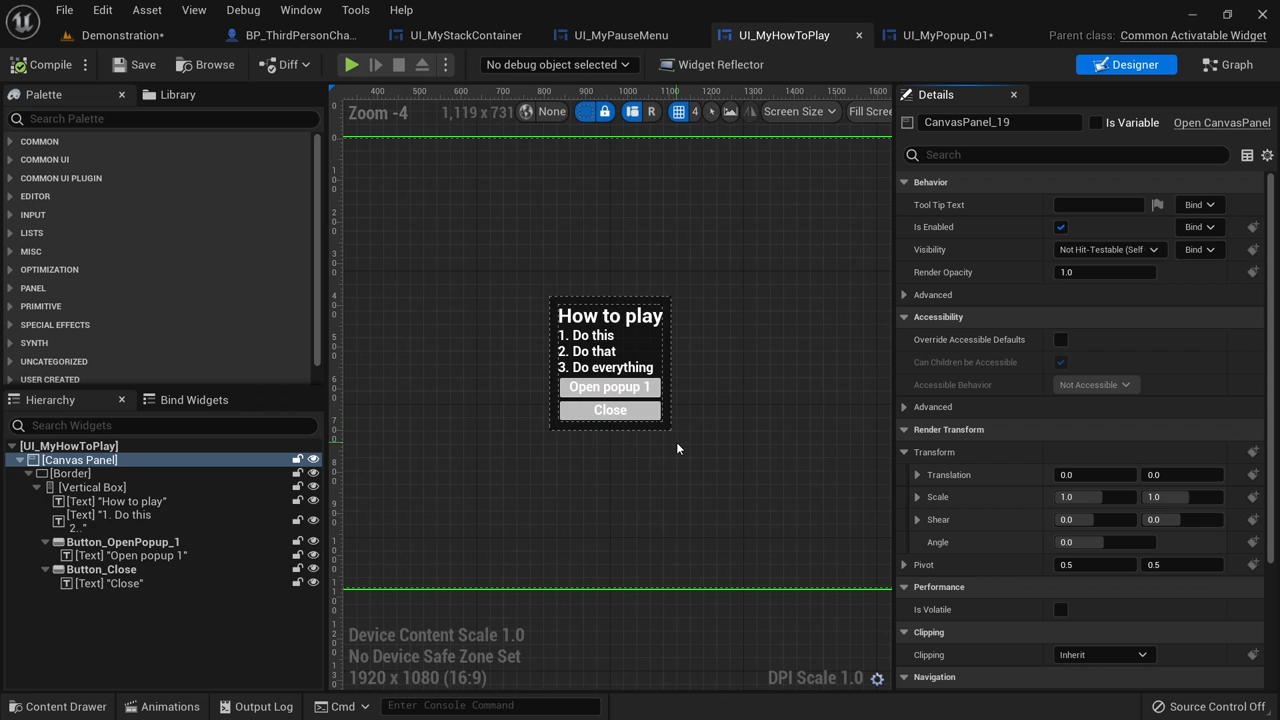 File Edit Asset View Debug Window Tools Help
Demonstration* BP_ThirdPersonCha... UI_MyStackContainer UI_MyPauseMenu UI_MyHowToPlay UI_MyPopup_01* Parent class: Common Activatable Widget
Compile Save Browse Diff No debug object selected Widget Reflector Designer Graph
Palette Library
Search Palette
COMMON
COMMON UI
COMMON UI PLUGIN
EDITOR
INPUT
LISTS
MISC
OPTIMIZATION
PANEL
PRIMITIVE
SPECIAL EFFECTS
SYNTH
UNCATEGORIZED
USER CREATED
Hierarchy Bind Widgets
Search Widgets
[UI_MyHowToPlay]
[Canvas Panel]
[Border]
[Vertical Box]
[Text] "How to play"
[Text] "1. Do this
2.."
Button_OpenPopup_1
[Text] "Open popup 1"
Button_Close
[Text] "Close"
400 500 600 700 800 900 1000 1100 1200 1300 1400 1500 1600
Zoom -4 1,119 x 731 None R 4 Screen Size Fill Scree
How to play
1. Do this
2. Do that
3. Do everything
Open popup 1
Close
Device Content Scale 1.0
No Device Safe Zone Set
1920 x 1080 (16:9) DPI Scale 1.0
Details
CanvasPanel_19 Is Variable Open CanvasPanel
Search
Behavior
Tool Tip Text Bind
Is Enabled Bind
Visibility Not Hit-Testable (Self Bind
Render Opacity 1.0
Advanced
Accessibility
Override Accessible Defaults
Can Children be Accessible
Accessible Behavior Not Accessible
Advanced
Render Transform
Transform
Translation 0.0 0.0
Scale 1.0 1.0
Shear 0.0 0.0
Angle 0.0
Pivot 0.5 0.5
Performance
Is Volatile
Clipping
Clipping Inherit
Navigation
Content Drawer Animations Output Log Cmd Enter Console Command Source Control Off